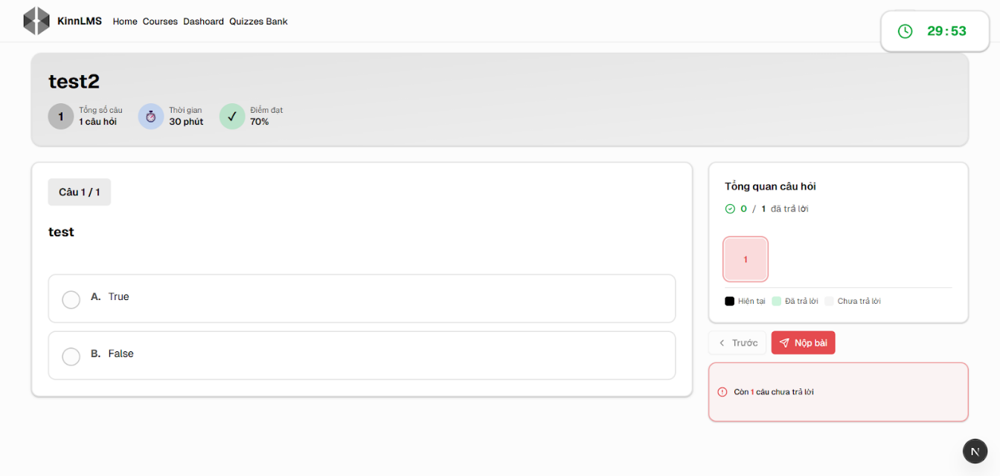 KinnLMS Home Courses Dashoard Quizzes Bank
29:53
test2
1
Tổng số câu
1 câu hỏi
Thời gian
30 phút
Điểm đạt
70%
Câu 1 / 1
test
A. True
B. False
Tổng quan câu hỏi
0 / 1 đã trả lời
1
Hiện tại Đã trả lời Chưa trả lời
Trước Nộp bài
Còn 1 câu chưa trả lời
N